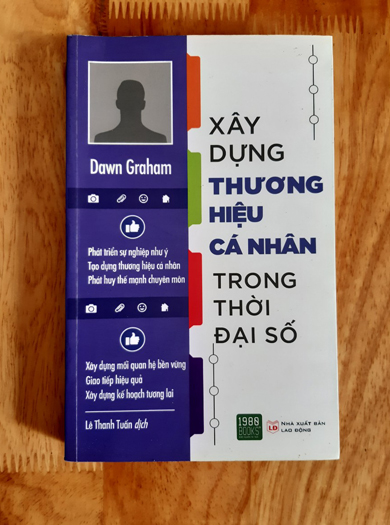 Dawn Graham
Phát triển sự nghiệp như ý
Tạo dựng thương hiệu cá nhân
Phát huy thế mạnh chuyên môn
Xây dựng mối quan hệ bền vững
Giao tiếp hiệu quả
Xây dựng kế hoạch tương lai
Lê Thanh Tuấn dịch
XÂY
DỰNG
THƯƠNG
HIỆU
CÁ NHÂN
TRONG
THỜI
ĐẠI SỐ
1980
BOOKS
LĐ
NHÀ XUẤT BẢN
LAO ĐỘNG